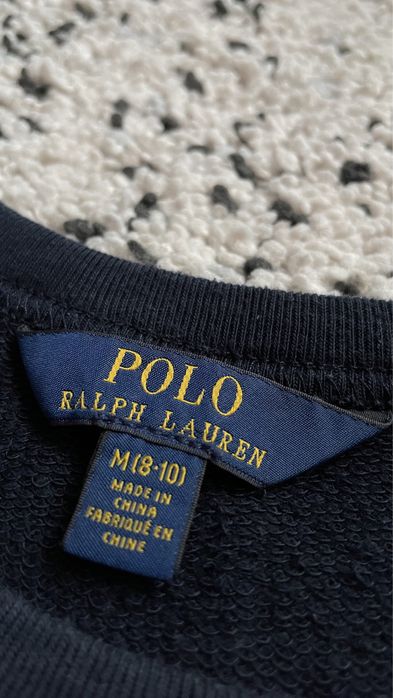 POLO
RALPH LAUREN
M(8-10)
MADE IN
CHINA
FABRIQUÉ EN
CHINE